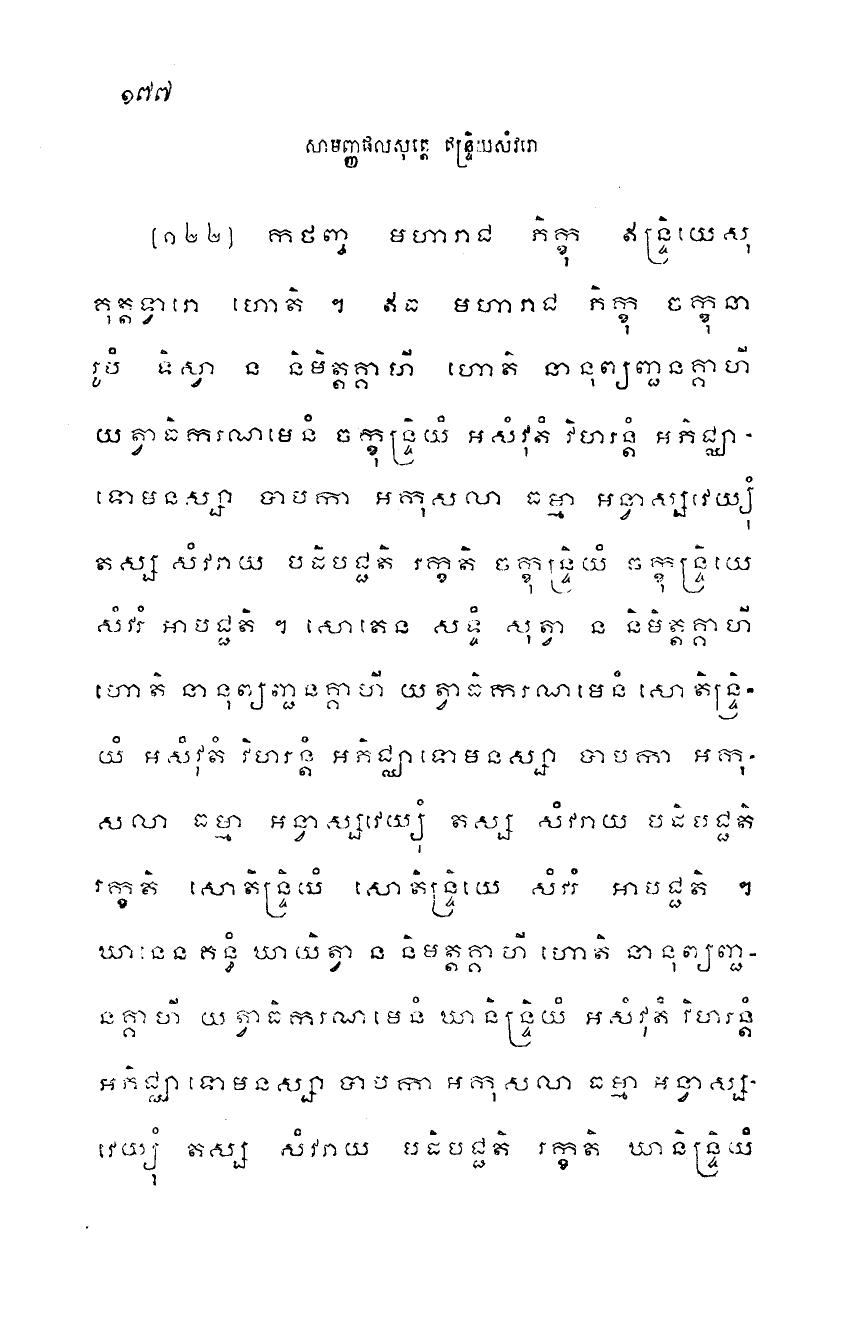 ១៧៧
សាមញ្ញផលសុត្តេ ឥន្ទ្រិយសំវរោ
[១២២] កថញ្ច មហារាជ ភិក្ខុ ឥន្ទ្រិយេសុ
គុត្តទ្វារោ ហោតិ ។ ឥធ មហារាជ ភិក្ខុ ចក្ខុនា
រូបំ ទិស្វា ន និមិត្តគ្គាហី ហោតិ នានុព្យញ្ជនគ្គាហី
យត្វាធិករណមេនំ ចក្ខុន្ទ្រិយំ អសំវុតំ វិហរន្តំ អភិជ្ឈា-
ទោមនស្សា បាបកា អកុសលា ធម្មា អន្វាស្សវេយ្យុំ
តស្ស សំវរាយ បដិបជ្ជតិ រក្ខតិ ចក្ខុន្ទ្រិយំ ចក្ខុន្ទ្រិយេ
សំវរំ អាបជ្ជតិ ។ សោតេន សទ្ទំ សុត្វា ន និមិត្តគ្គាហី
ហោតិ នានុព្យញ្ជនគ្គាហី យត្វាធិករណមេនំ សោតិន្ទ្រិ-
យំ អសំវុតំ វិហរន្តំ អភិជ្ឈាទោមនស្សា បាបកា អកុ-
សលា ធម្មា អន្វាស្សវេយ្យុំ តស្ស សំវរាយ បដិបជ្ជតិ
រក្ខតិ សោតិន្ទ្រិយំ សោតិន្ទ្រិយេ សំវរំ អាបជ្ជតិ ។
ឃានេន គន្ធំ ឃាយិត្វា ន និមត្តគ្គាហី ហោតិ នានុព្យញ្ជ-
នគ្គាហី យត្វាធិករណមេនំ ឃានិន្ទ្រិយំ អសំវុតំ វិហរន្តំ
អភិជ្ឈាទោមនស្សា បាបកា អកុសលា ធម្មា អន្វាស្ស-
វេយ្យុំ តស្ស សំវរាយ បដិបជ្ជតិ រក្ខតិ ឃានិន្ទ្រិយំ